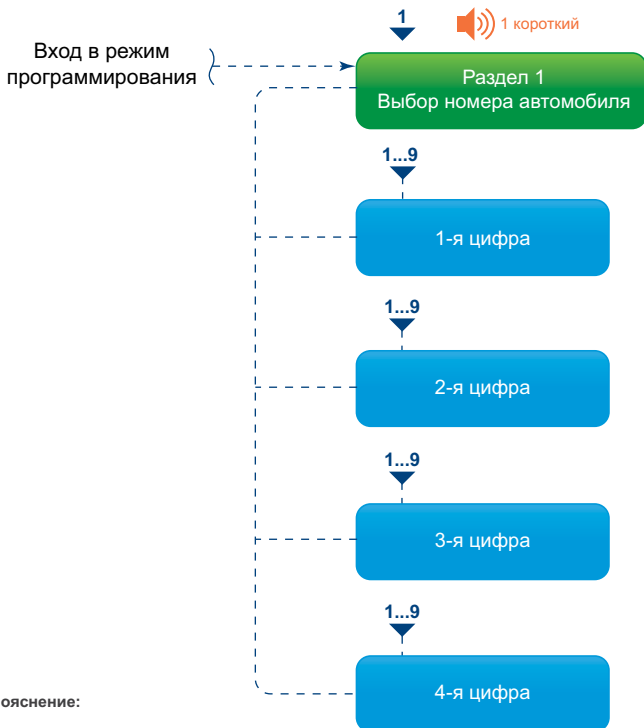 1
1 короткий
Вход в режим
программирования
Раздел 1
Выбор номера автомобиля
1...9
1-я цифра
1...9
2-я цифра
1...9
3-я цифра
1...9
4-я цифра
ояснение: